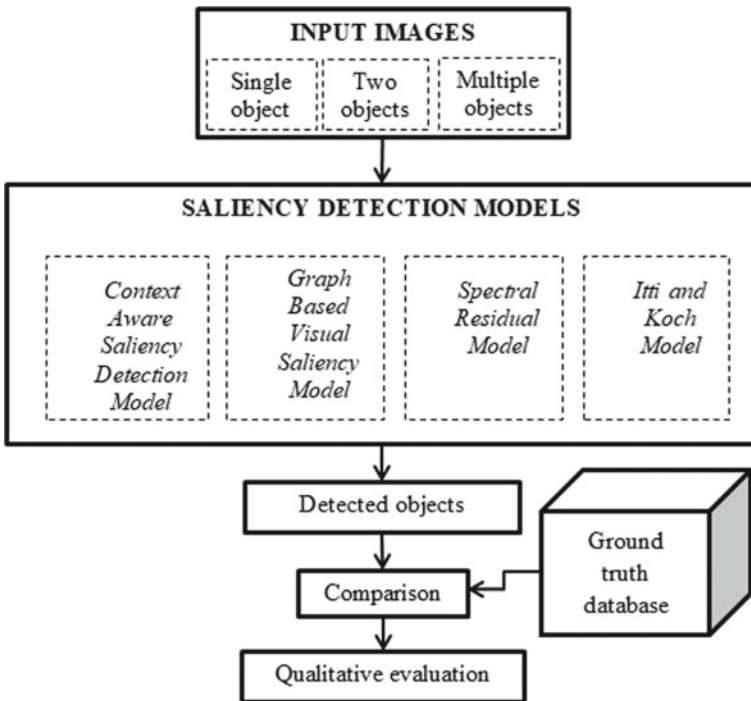 INPUT IMAGES
Single
object
Two
objects
Multiple
objects
SALIENCY DETECTION MODELS
Context
Aware
Saliency
Detection
Model
Graph
Based
Visual
Saliency
Model
Spectral
Residual
Model
Itti and
Koch
Model
Detected objects
Ground
truth
database
Comparison
Qualitative evaluation